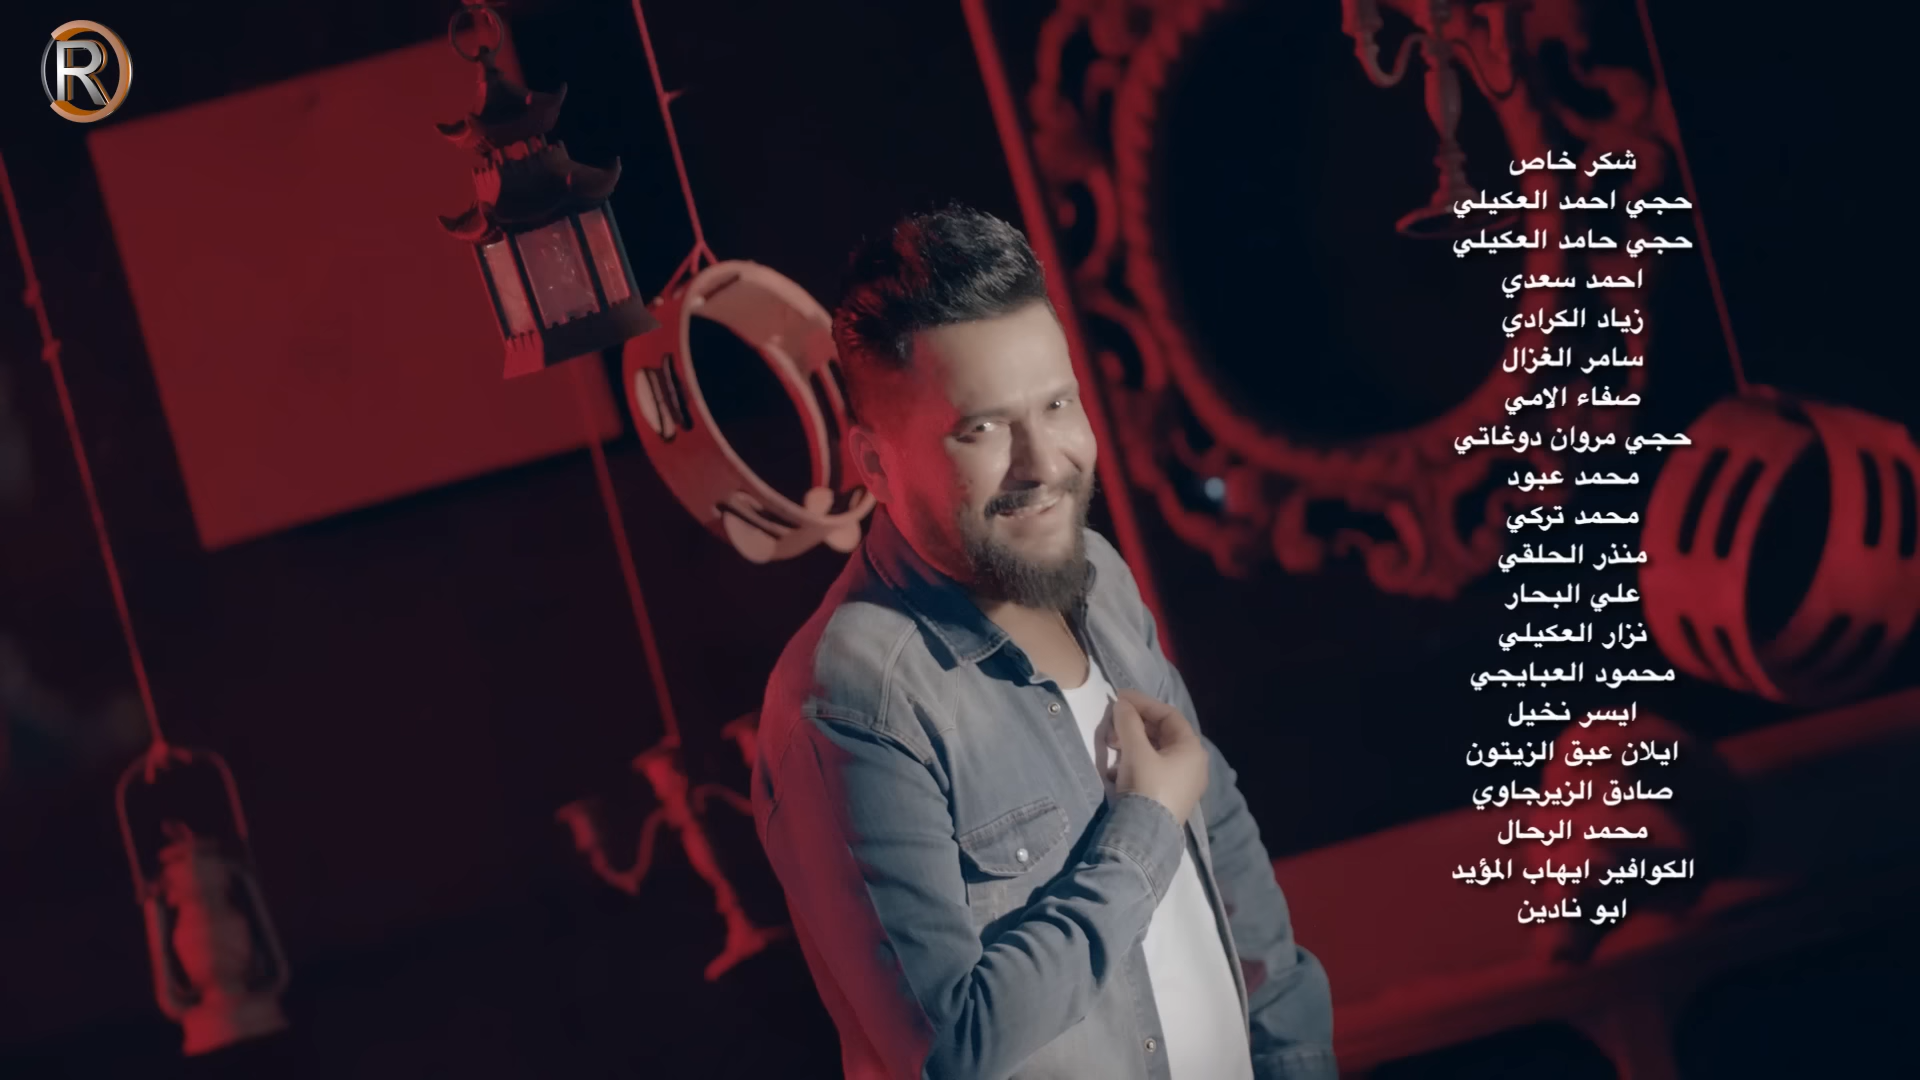 R
شكر خاص
حجي احمد العكيلي
حجي حامد العكيلي
احمد سعدي
زياد الكرادي
سامر الغزال
صفاء الامي
حجي مروان دوغاتي
محمد عبود
محمد تركي
منذر الحلقي
علي البحار
نزار العكيلي
محمود العبايجي
ايسر نخيل
ايلان عبق الزيتون
صادق الزيرجاوي
محمد الرحال
الكوافير ايهاب المؤيد
ابو نادين